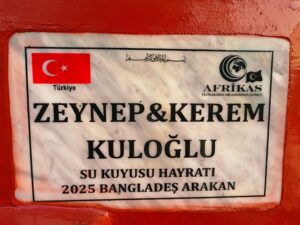 Türkiye
AFRİKAS
ZEYNEP&KEREM
KULOĞLU
SU KUYUSU HAYRATI
2025 BANGLADEŞ ARAKAN